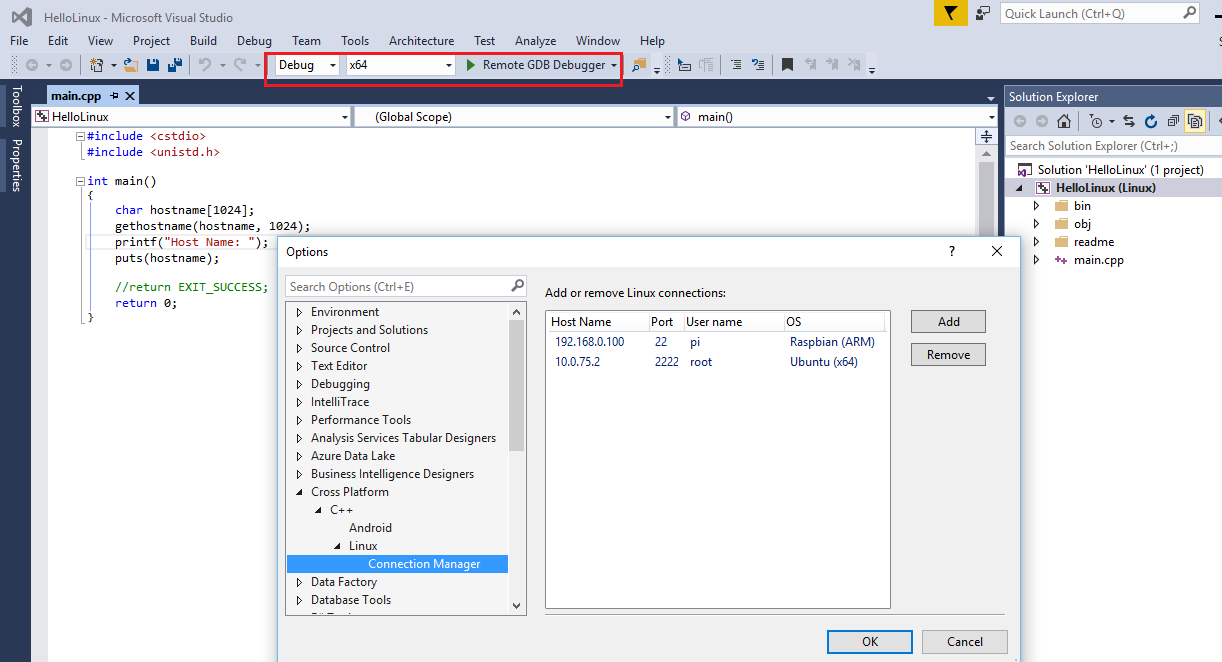 HelloLinux - Microsoft Visual Studio
Quick Launch (Ctrl+Q)
File Edit View Project Build Debug Team Tools Architecture Test Analyze Window Help
Debug x64 Remote GDB Debugger
Toolbox
Properties
main.cpp
HelloLinux (Global Scope) main()
#include <cstdio>
#include <unistd.h>
int main()
{
char hostname[1024];
gethostname(hostname, 1024);
printf("Host Name: ");
puts(hostname);
//return EXIT_SUCCESS;
return 0;
}
Solution Explorer
Search Solution Explorer (Ctrl+;)
Solution 'HelloLinux' (1 project)
HelloLinux (Linux)
bin
obj
readme
main.cpp
Options
?
Search Options (Ctrl+E)
Environment
Projects and Solutions
Source Control
Text Editor
Debugging
IntelliTrace
Performance Tools
Analysis Services Tabular Designers
Azure Data Lake
Business Intelligence Designers
Cross Platform
C++
Android
Linux
Connection Manager
Data Factory
Database Tools
Add or remove Linux connections:
Host Name Port User name OS
192.168.0.100 22 pi Raspbian (ARM)
10.0.75.2 2222 root Ubuntu (x64)
Add
Remove
OK
Cancel